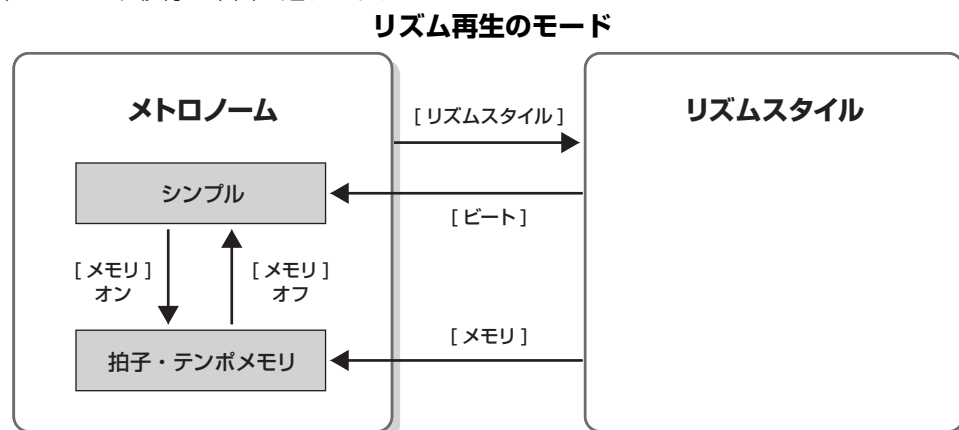 リズム再生のモード
メトロノーム
リズムスタイル
[ リズムスタイル ]
シンプル
[ ビート ]
[ メモリ ]
オン
[ メモリ ]
オフ
[ メモリ ]
拍子・テンポメモリ